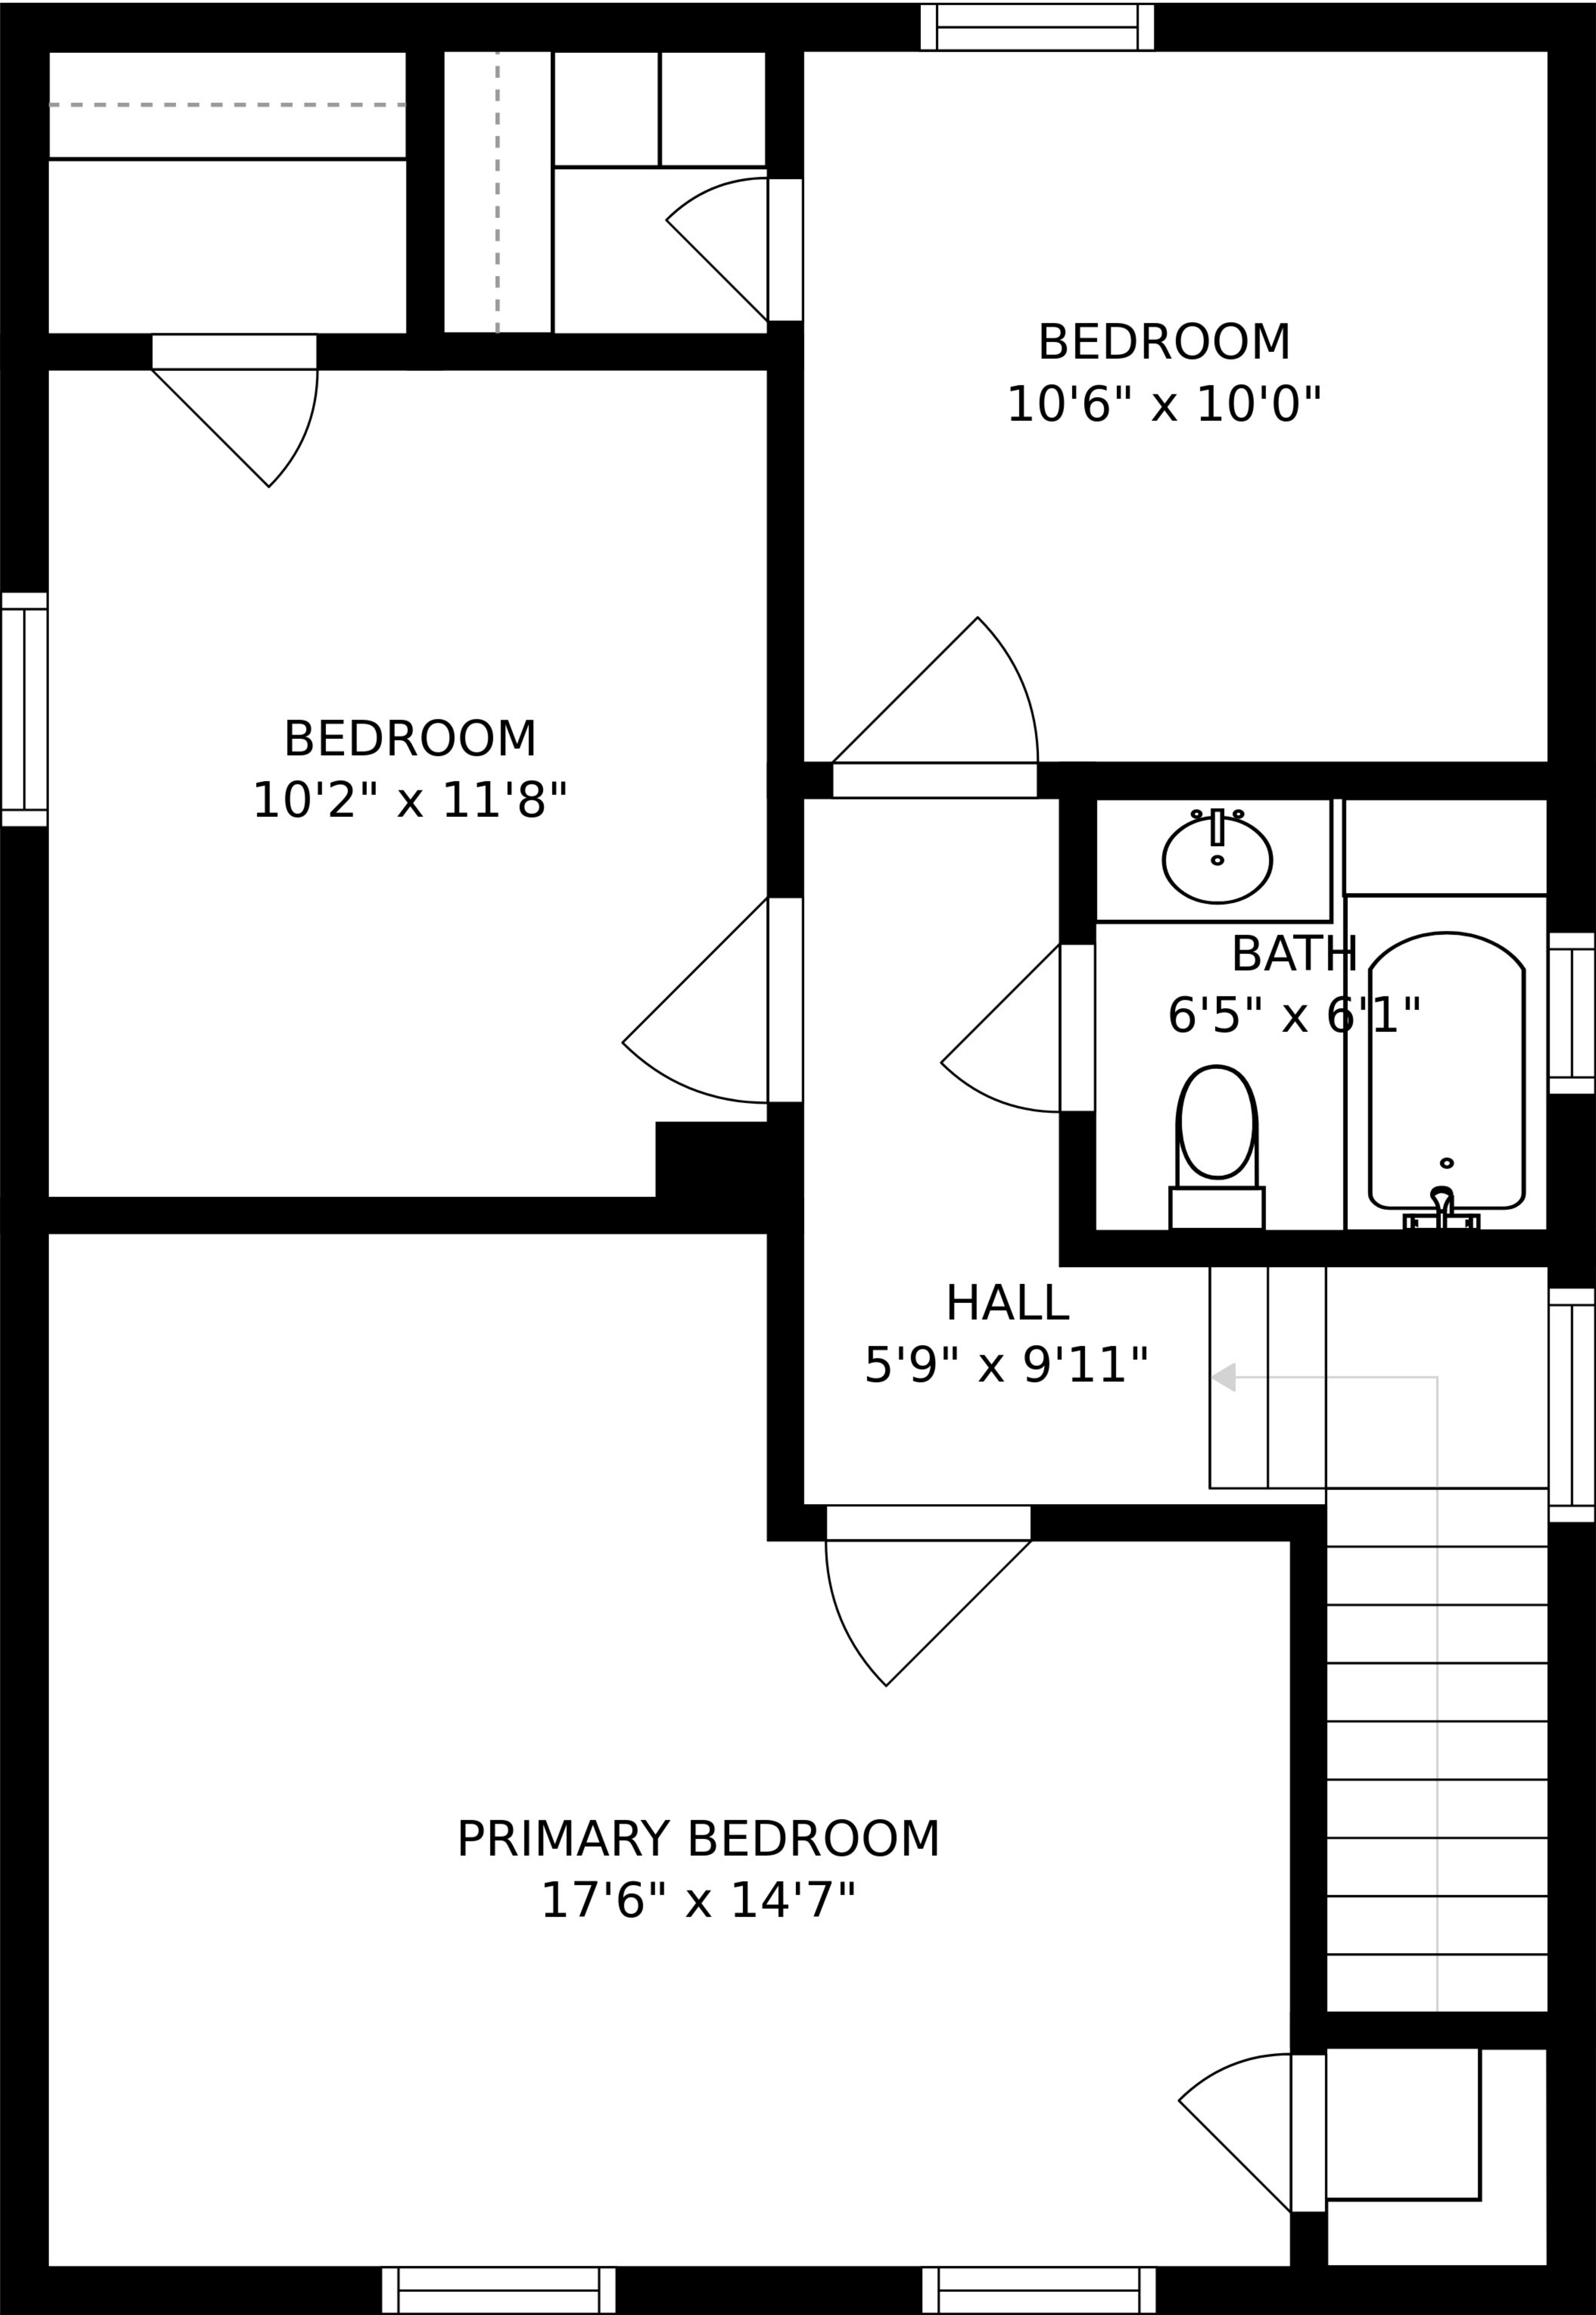 BEDROOM
10'6" x 10'0"
BEDROOM
10'2" x 11'8"
BATH
6'5" x 6'1"
HALL
5'9" x 9'11"
PRIMARY BEDROOM
17'6" x 14'7"